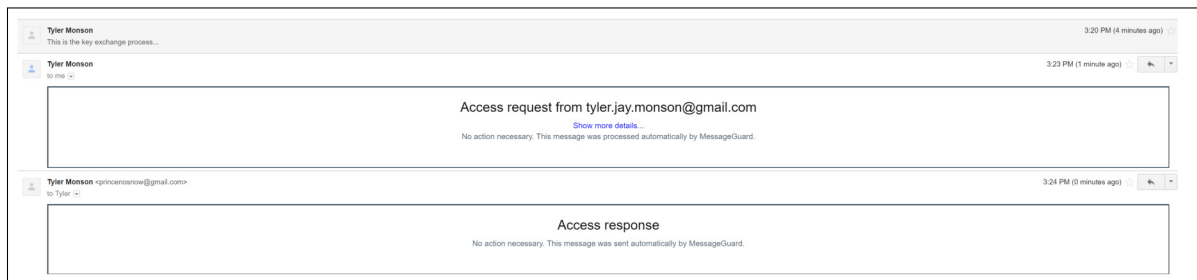 Tyler Monson
3:20 PM (4 minutes ago)
This is the key exchange process...
Tyler Monson
3:23 PM (1 minute ago)
to me
Access request from tyler.jay.monson@gmail.com
Show more details...
No action necessary. This message was processed automatically by MessageGuard.
Tyler Monson <princenosnow@gmail.com>
3:24 PM (0 minutes ago)
to Tyler
Access response
No action necessary. This message was sent automatically by MessageGuard.